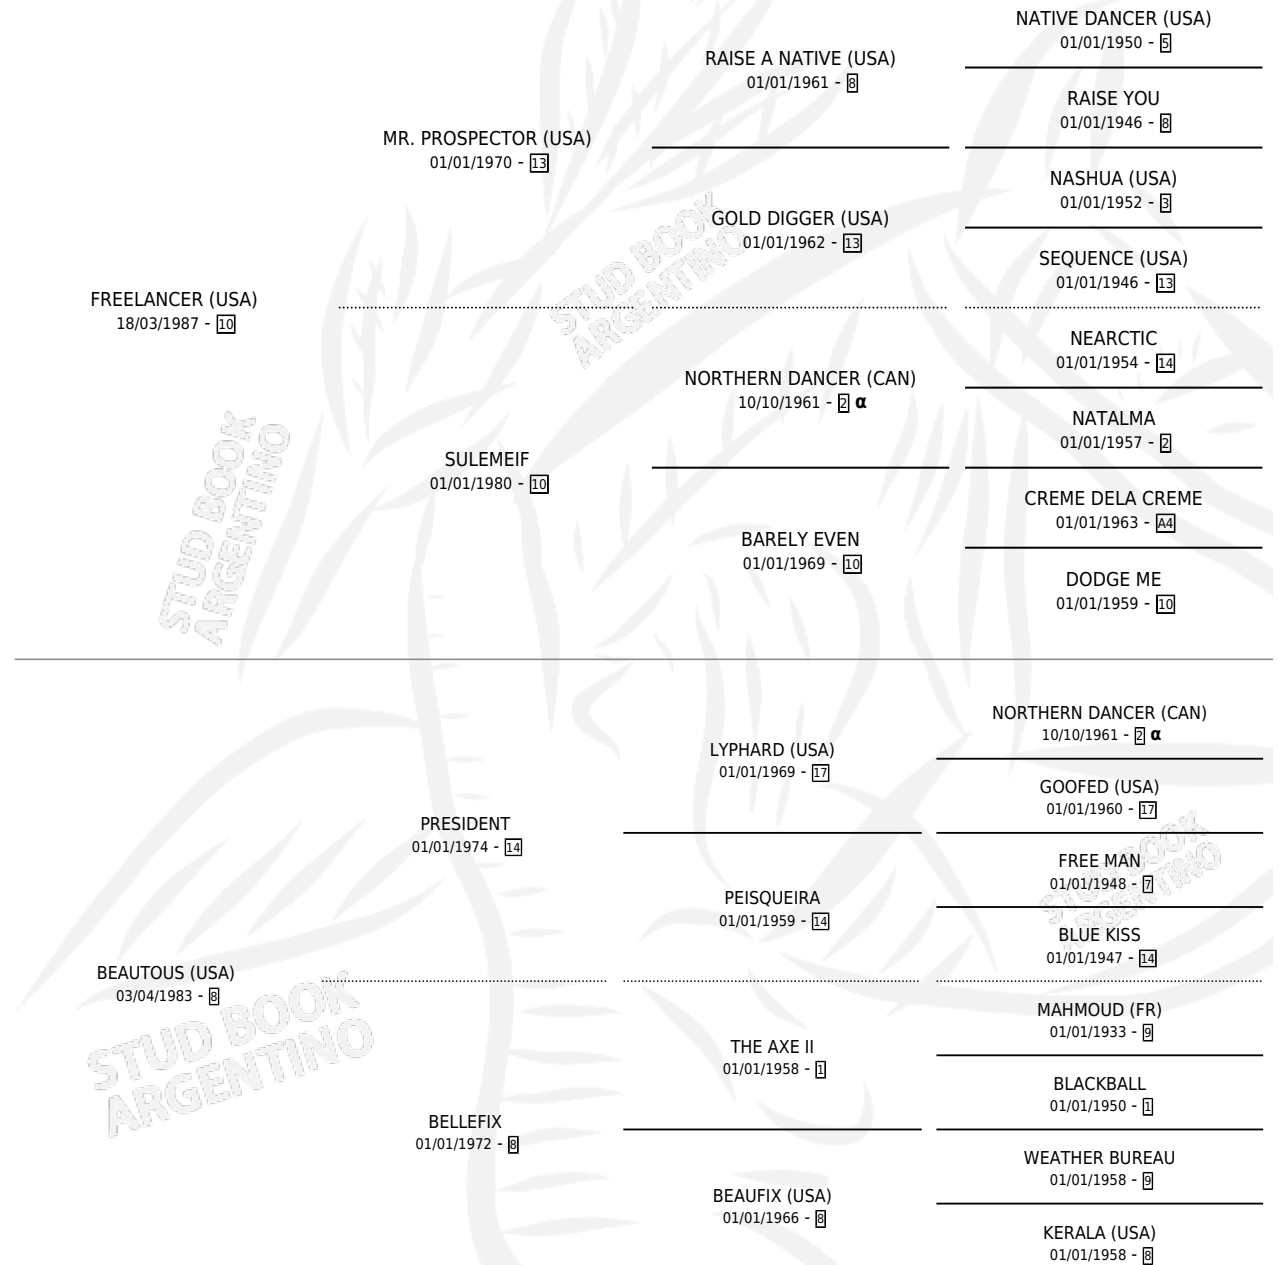 NATIVE DANCER (USA)
01/01/1950 - 5
RAISE A NATIVE (USA)
01/01/1961 - 8
RAISE YOU
01/01/1946 - 8
MR. PROSPECTOR (USA)
01/01/1970 - 13
NASHUA (USA)
01/01/1952 - 3
GOLD DIGGER (USA)
01/01/1962 - 13
SEQUENCE (USA)
01/01/1946 - 13
FREELANCER (USA)
18/03/1987 - 10
NEARCTIC
01/01/1954 - 14
NORTHERN DANCER (CAN)
10/10/1961 - 2 α
NATALMA
01/01/1957 - 2
SULEMEIF
01/01/1980 - 10
CREME DELA CREME
01/01/1963 - A4
BARELY EVEN
01/01/1969 - 10
DODGE ME
01/01/1959 - 10
NORTHERN DANCER (CAN)
10/10/1961 - 2 α
LYPHARD (USA)
01/01/1969 - 17
GOOFED (USA)
01/01/1960 - 17
PRESIDENT
01/01/1974 - 14
FREE MAN
01/01/1948 - 7
PEISQUEIRA
01/01/1959 - 14
BLUE KISS
01/01/1947 - 14
BEAUTOUS (USA)
03/04/1983 - 8
MAHMOUD (FR)
01/01/1933 - 9
THE AXE II
01/01/1958 - 1
BLACKBALL
01/01/1950 - 1
BELLEFIX
01/01/1972 - 8
WEATHER BUREAU
01/01/1958 - 9
BEAUFIX (USA)
01/01/1966 - 8
KERALA (USA)
01/01/1958 - 8
STUD BOOK
ARGENTINO
STUD BOOK
ARGENTINO
STUD BOOK
ARGENTINO
STUD BOOK
ARGENTINO